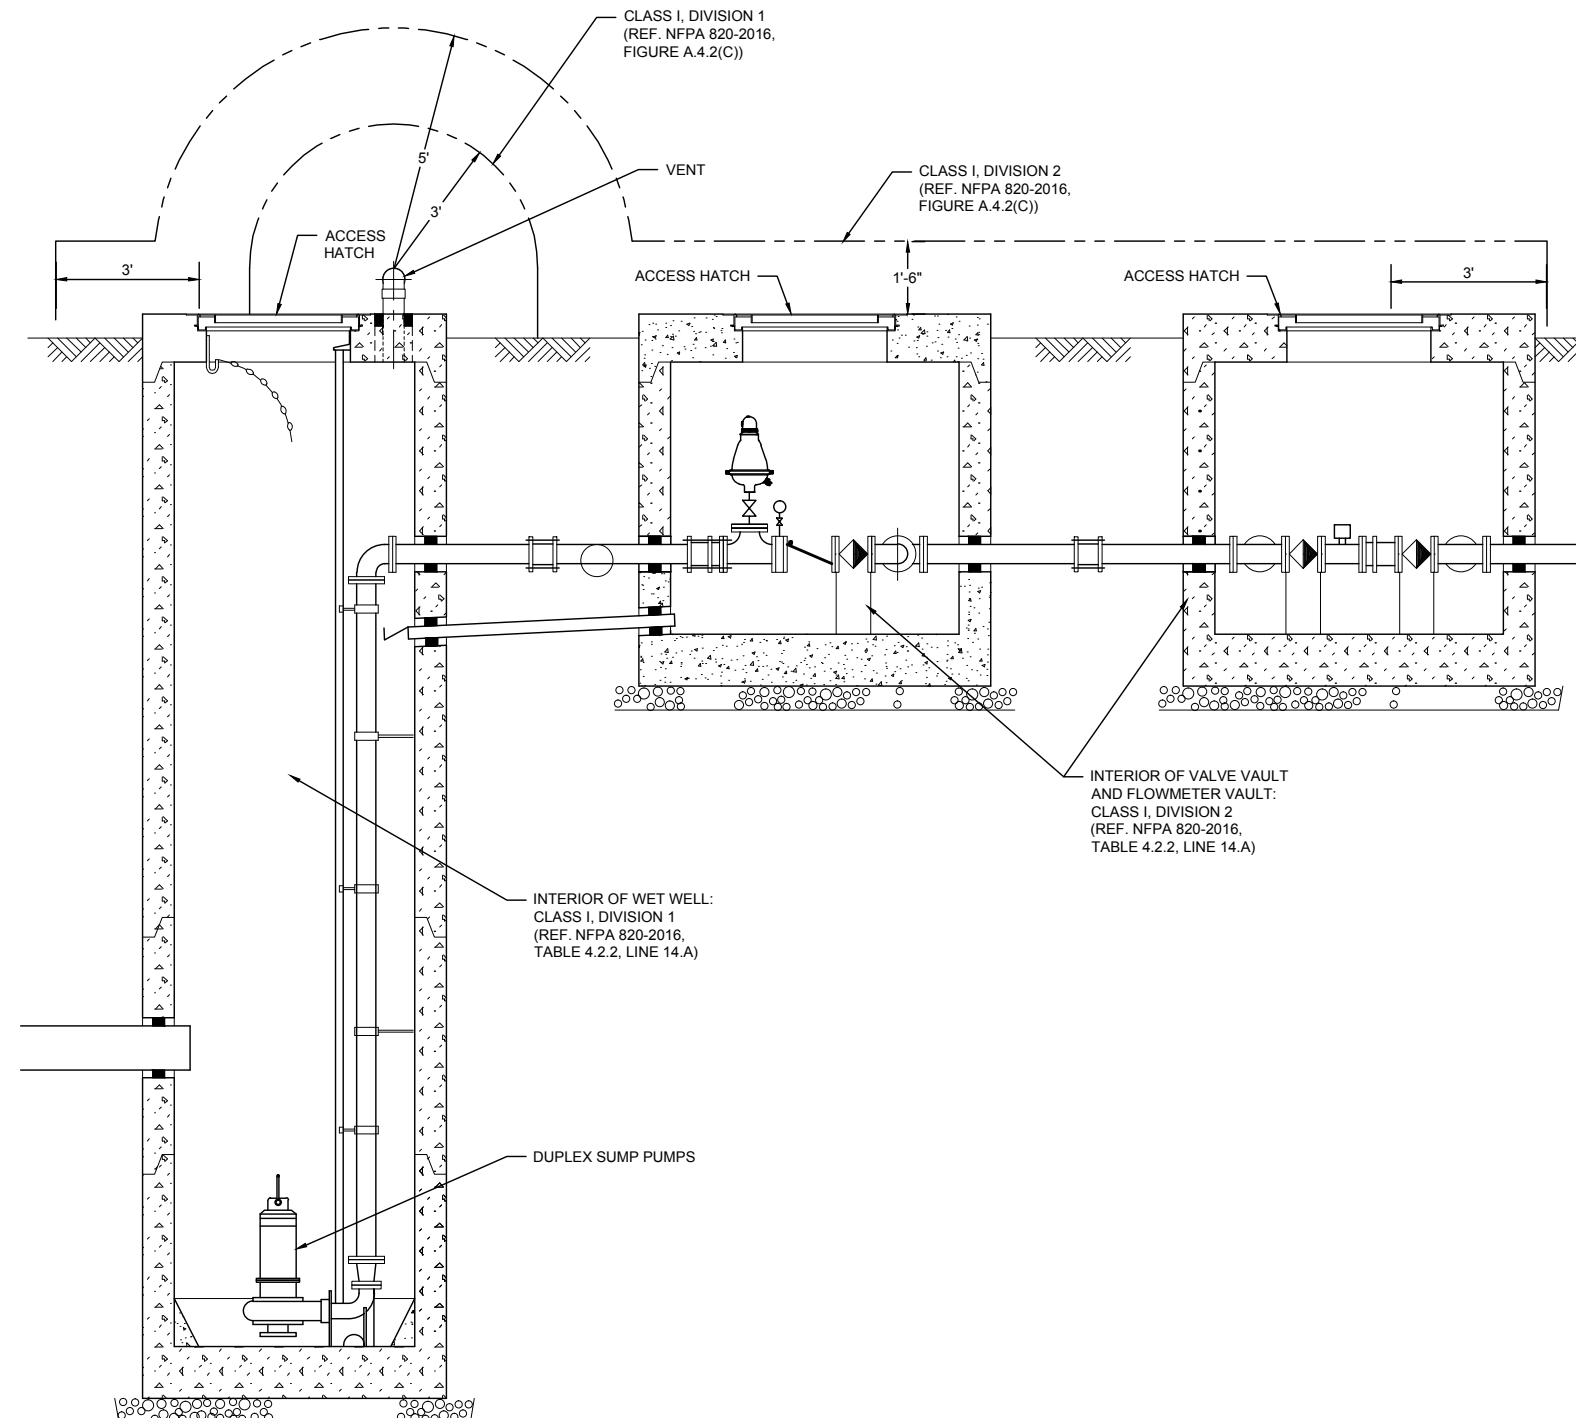 CLASS I, DIVISION 1
(REF. NFPA 820-2016,
FIGURE A.4.2(C))
5'
3'
VENT
CLASS I, DIVISION 2
(REF. NFPA 820-2016,
FIGURE A.4.2(C))
ACCESS
HATCH
3'
ACCESS HATCH
1'-6"
ACCESS HATCH
3'
INTERIOR OF VALVE VAULT
AND FLOWMETER VAULT:
CLASS I, DIVISION 2
(REF. NFPA 820-2016,
TABLE 4.2.2, LINE 14.A)
INTERIOR OF WET WELL:
CLASS I, DIVISION 1
(REF. NFPA 820-2016,
TABLE 4.2.2, LINE 14.A)
DUPLEX SUMP PUMPS